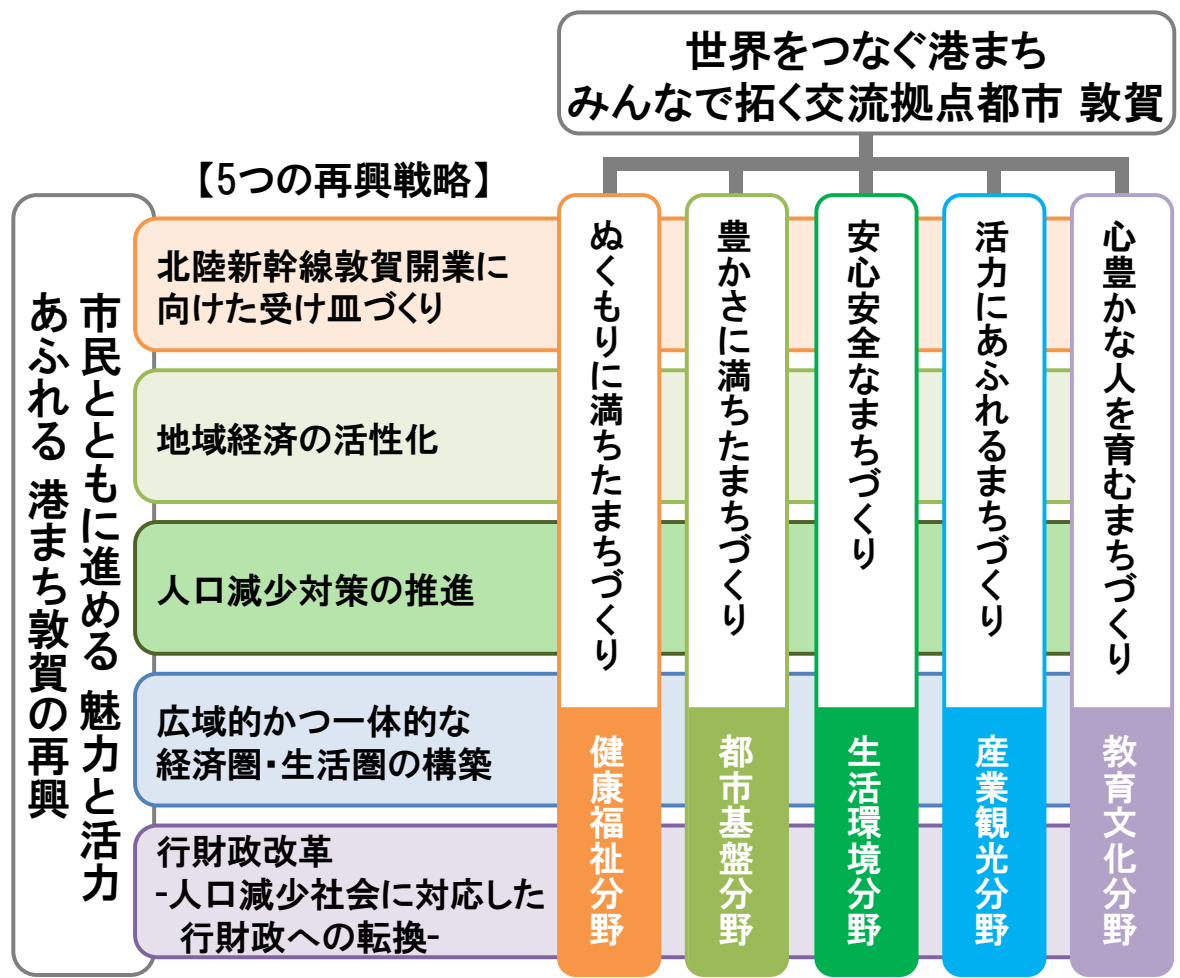 世界をつなぐ港まち
みんなで拓く交流拠点都市 敦賀
【5つの再興戦略】
市民とともに進める 魅力と活力
あふれる 港まち敦賀の再興
北陸新幹線敦賀開業に
向けた受け皿づくり
地域経済の活性化
人口減少対策の推進
広域的かつ一体的な
経済圏・生活圏の構築
行財政改革
-人口減少社会に対応した
行財政への転換-
ぬくもりに満ちたまちづくり
健康福祉分野
豊かさに満ちたまちづくり
都市基盤分野
安心安全なまちづくり
生活環境分野
活力にあふれるまちづくり
産業観光分野
心豊かな人を育むまちづくり
教育文化分野